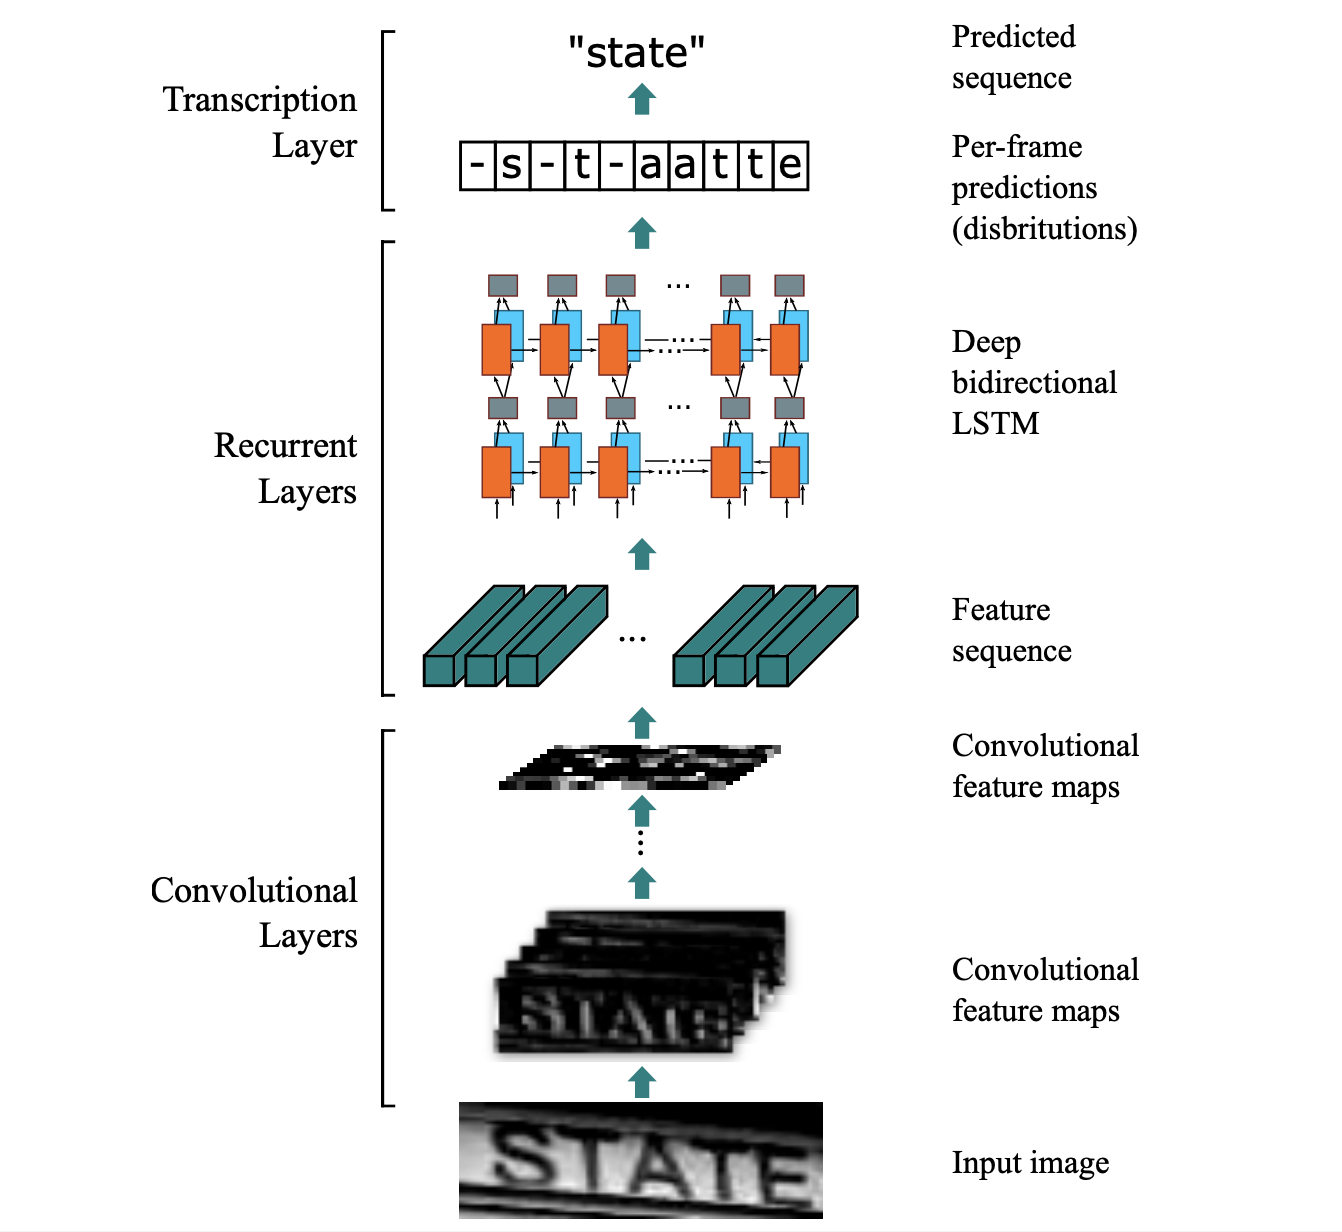 "state"
Predicted
sequence
Transcription
Layer
-s-t-aatte
Per-frame
predictions
(disbritutions)
...
...
Deep
bidirectional
LSTM
...
...
Recurrent
Layers
...
Feature
sequence
Convolutional
feature maps
Convolutional
Layers
STATE
Convolutional
feature maps
STATE
Input image